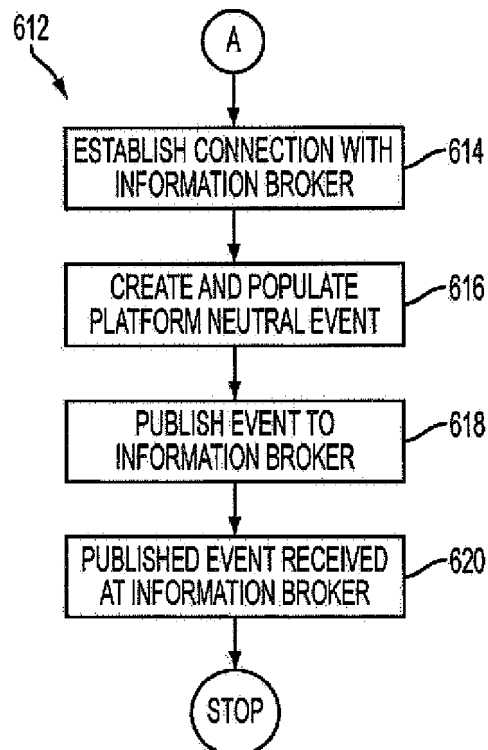 612
A
ESTABLISH CONNECTION WITH
INFORMATION BROKER
614
CREATE AND POPULATE
PLATFORM NEUTRAL EVENT
616
PUBLISH EVENT TO
INFORMATION BROKER
618
PUBLISHED EVENT RECEIVED
AT INFORMATION BROKER
620
STOP